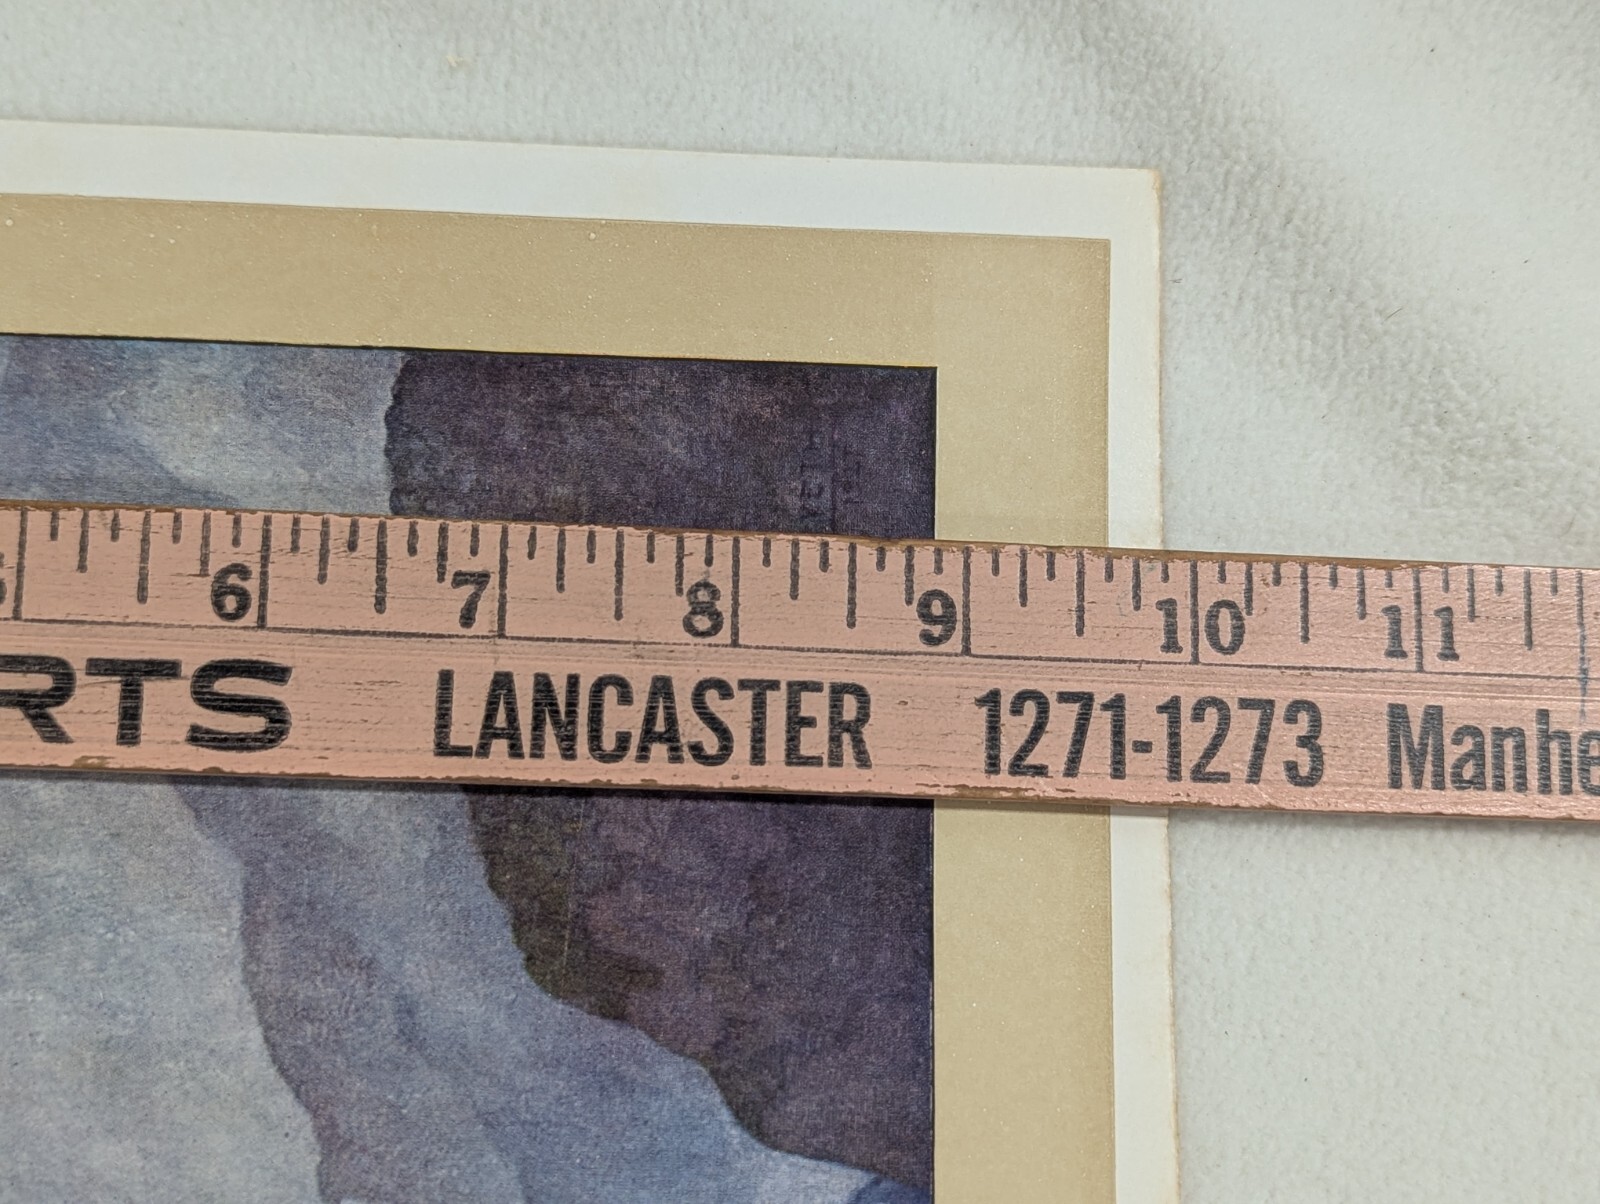 6 7 8 9 10 11
RTS LANCASTER 1271-1273 Manhe